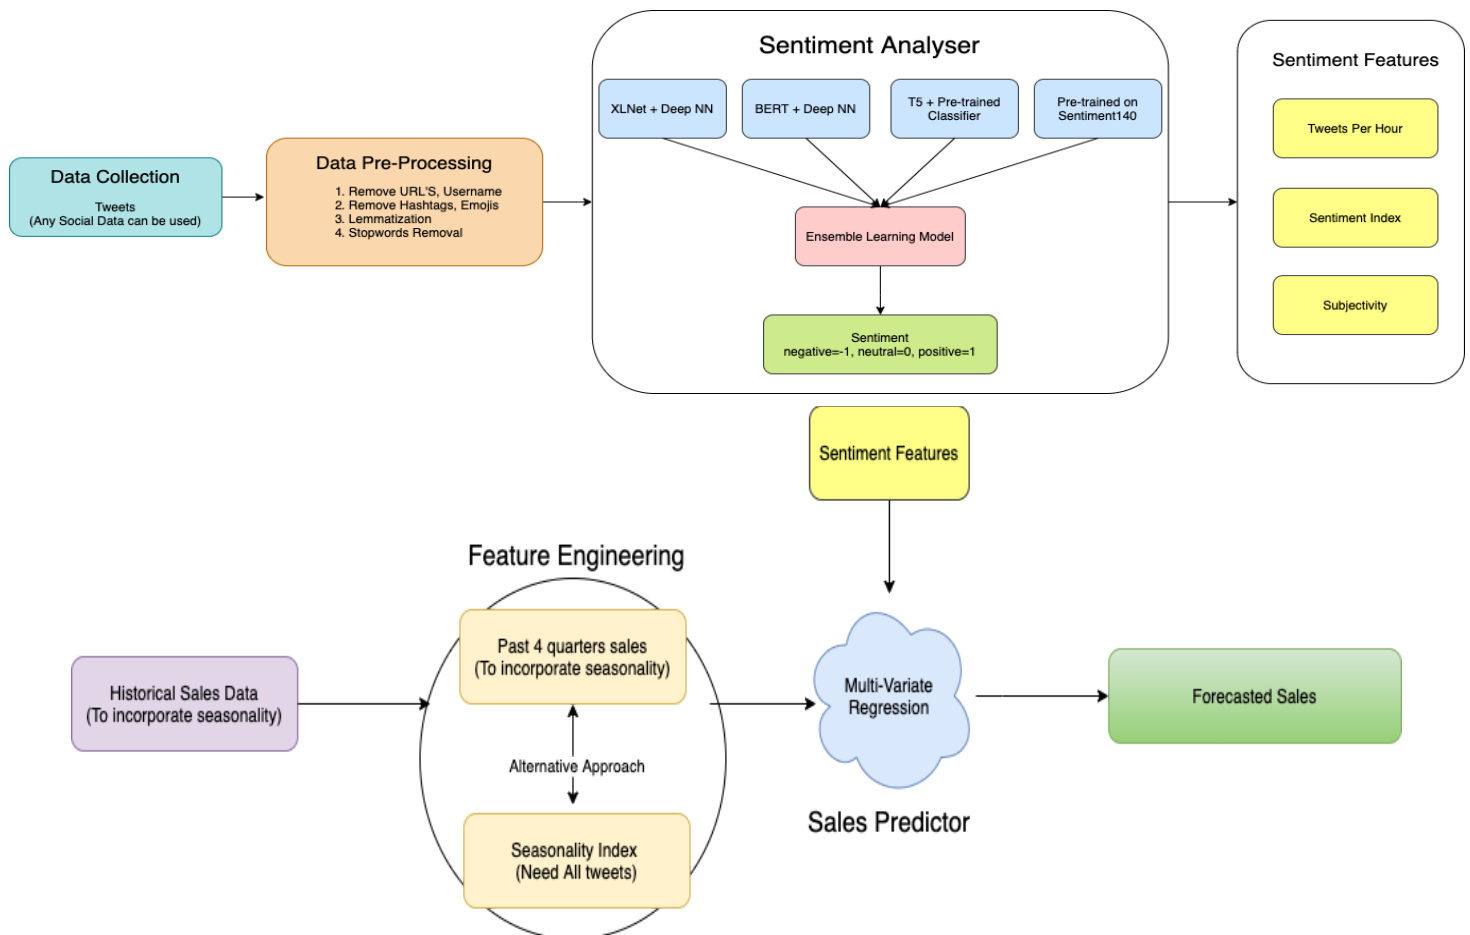 Sentiment Analyser
Sentiment Features
XLNet + Deep NN
BERT + Deep NN
T5 + Pre-trained
Classifier
Pre-trained on
Sentiment140
Tweets Per Hour
Data Collection
Tweets
(Any Social Data can be used)
Data Pre-Processing
1. Remove URL'S, Username
2. Remove Hashtags, Emojis
3. Lemmatization
4. Stopwords Removal
Ensemble Learning Model
Sentiment Index
Subjectivity
Sentiment
negative=-1, neutral=0, positive=1
Sentiment Features
Feature Engineering
Past 4 quarters sales
(To incorporate seasonality)
Historical Sales Data
(To incorporate seasonality)
Alternative Approach
Seasonality Index
(Need All tweets)
Multi-Variate
Regression
Sales Predictor
Forecasted Sales